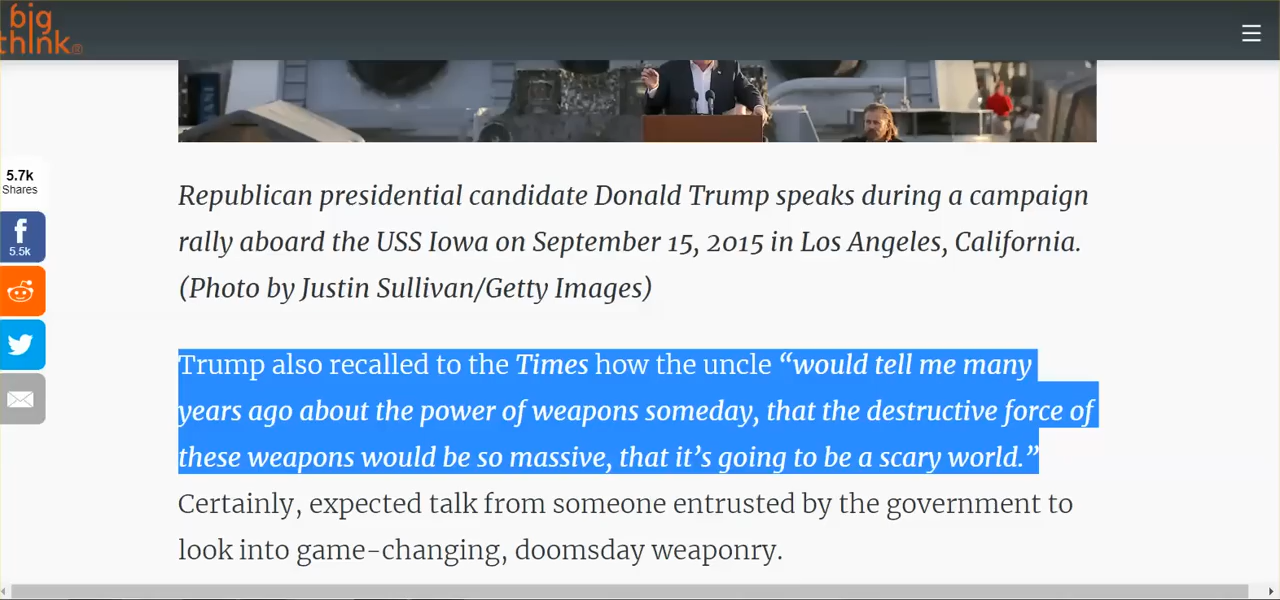 big
think
5.7k
Shares
f
5.5k
Republican presidential candidate Donald Trump speaks during a campaign
rally aboard the USS Iowa on September 15, 2015 in Los Angeles, California.
(Photo by Justin Sullivan/Getty Images)
Trump also recalled to the Times how the uncle “would tell me many
years ago about the power of weapons someday, that the destructive force of
these weapons would be so massive, that it’s going to be a scary world.”
Certainly, expected talk from someone entrusted by the government to
look into game-changing, doomsday weaponry.